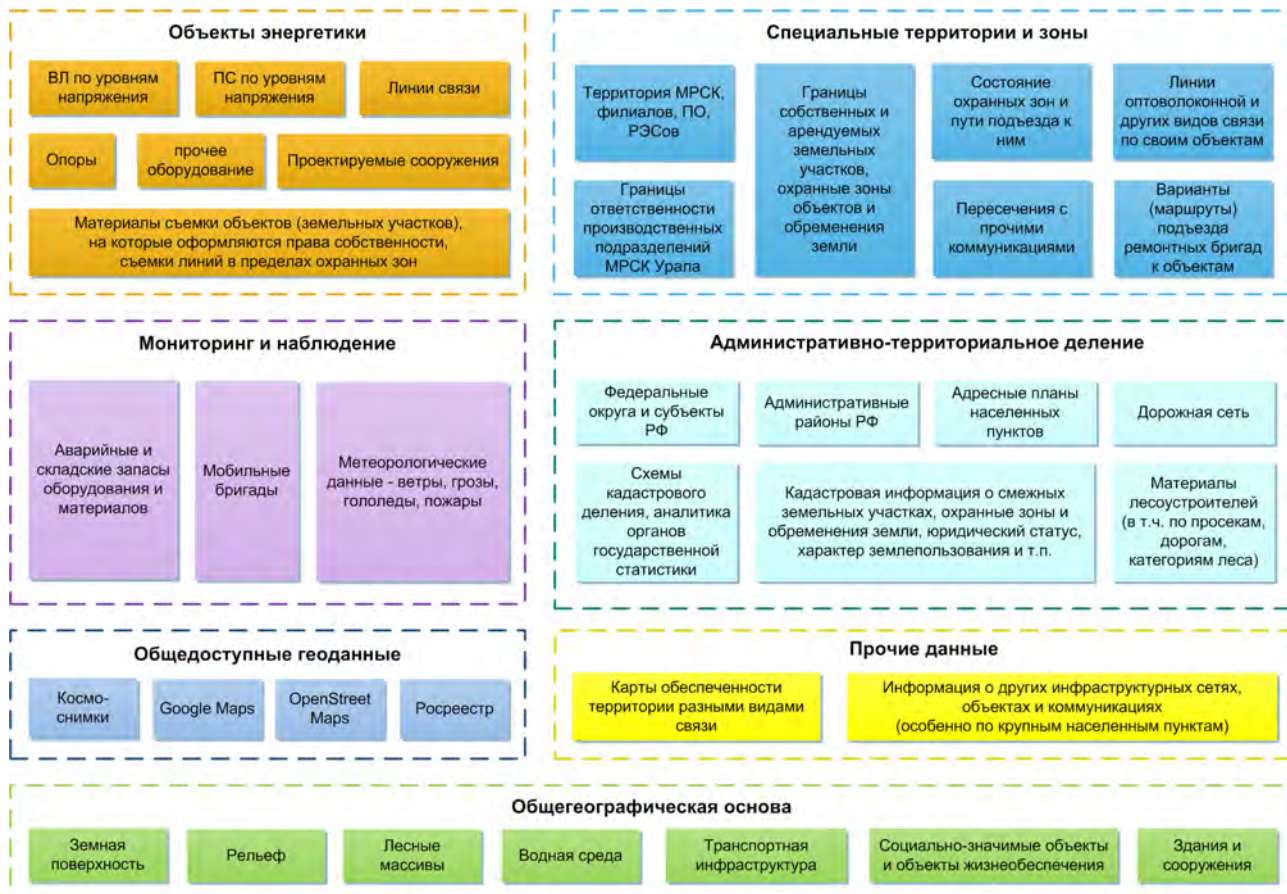 Объекты энергетики
ВЛ по уровням
напряжения
ПС по уровням
напряжения
Линии связи
Опоры
прочее
оборудование
Проектируемые сооружения
Материалы съемки объектов (земельных участков),
на которые оформляются права собственности,
съемки линий в пределах охранных зон
Специальные территории и зоны
Территория МРСК,
филиалов, ПО,
РЭСов
Границы
собственных и
арендуемых
земельных
участков,
охранные зоны
объектов и
обременения
земли
Состояние
охранных зон и
пути подъезда к
ним
Линии
оптоволоконной и
других видов связи
по своим объектам
Границы
ответственности
производственных
подразделений
МРСК Урала
Пересечения с
прочими
коммуникациями
Варианты
(маршруты)
подъезда
ремонтных бригад
к объектам
Мониторинг и наблюдение
Аварийные и
складские запасы
оборудования и
материалов
Мобильные
бригады
Метеорологические
данные - ветры, грозы,
гололеды, пожары
Административно-территориальное деление
Федеральные
округа и субъекты
РФ
Административные
районы РФ
Адресные планы
населенных
пунктов
Дорожная сеть
Схемы
кадастрового
деления, аналитика
органов
государственной
статистики
Кадастровая информация о смежных
земельных участках, охранные зоны и
обременения земли, юридический статус,
характер землепользования и т.п.
Материалы
лесоустроителей
(в т.ч. по просекам,
дорогам,
категориям леса)
Общедоступные геоданные
Космо-
снимки
Google Maps
OpenStreet
Maps
Росреестр
Прочие данные
Карты обеспеченности
территории разными видами
связи
Информация о других инфраструктурных сетях,
объектах и коммуникациях
(особенно по крупным населенным пунктам)
Общегеографическая основа
Земная
поверхность
Рельеф
Лесные
массивы
Водная среда
Транспортная
инфраструктура
Социально-значимые объекты
и объекты жизнеобеспечения
Здания и
сооружения